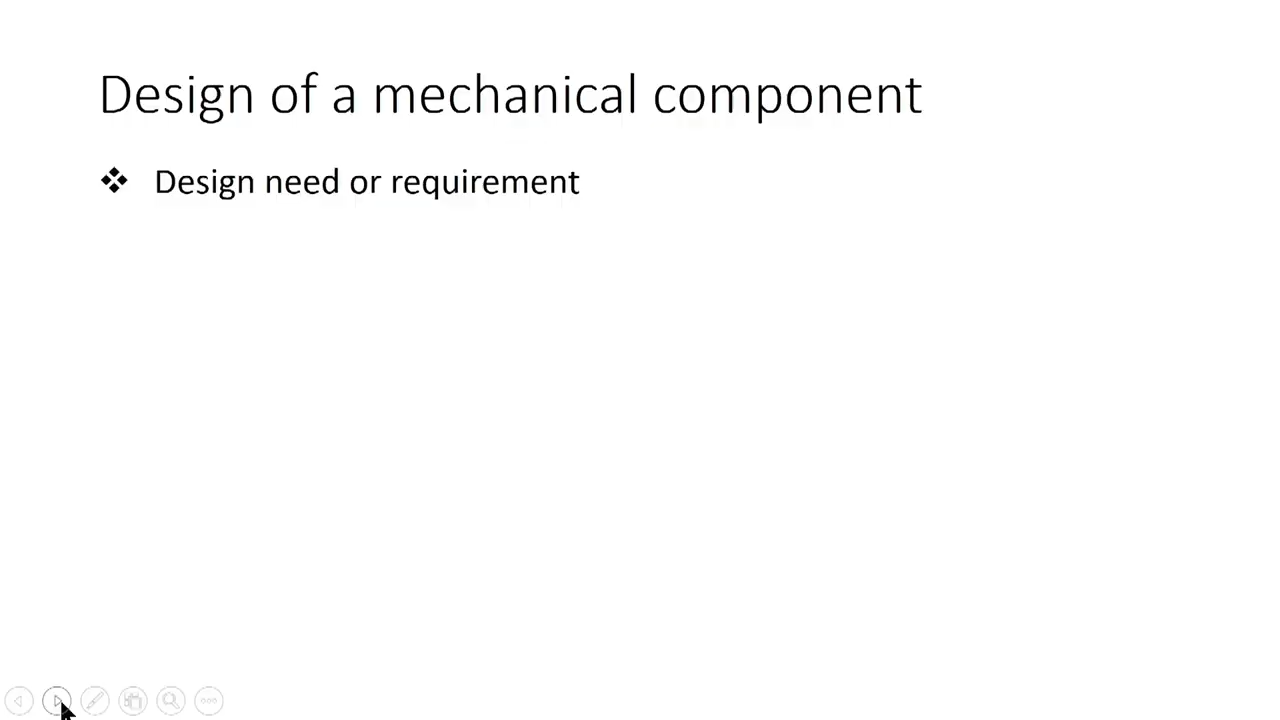 Design of a mechanical component
❖ Design need or requirement